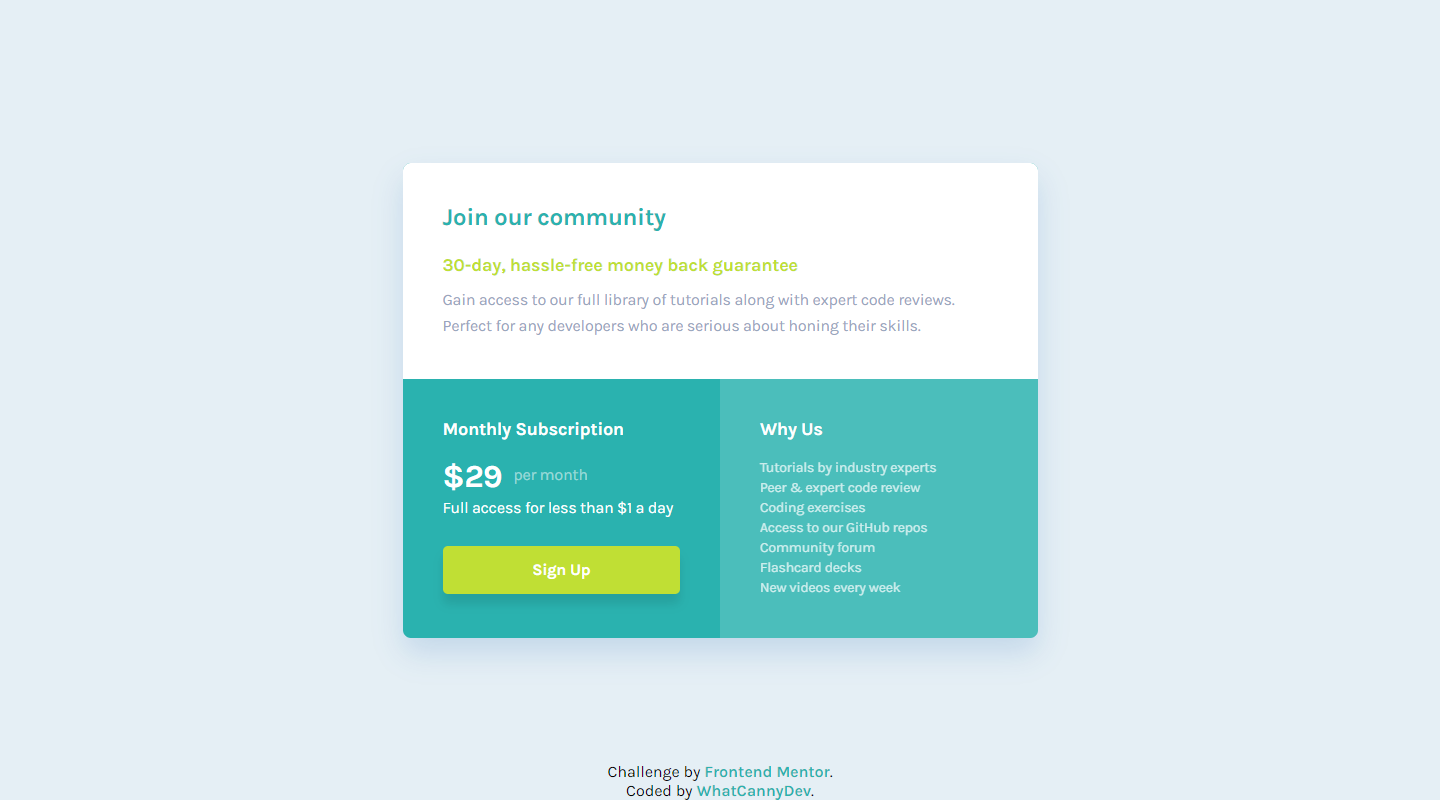 Join our community
30-day, hassle-free money back guarantee
Gain access to our full library of tutorials along with expert code reviews.
Perfect for any developers who are serious about honing their skills.
Monthly Subscription
$29 per month
Full access for less than $1 a day
Sign Up
Why Us
Tutorials by industry experts
Peer & expert code review
Coding exercises
Access to our GitHub repos
Community forum
Flashcard decks
New videos every week
Challenge by Frontend Mentor.
Coded by WhatCannyDev.